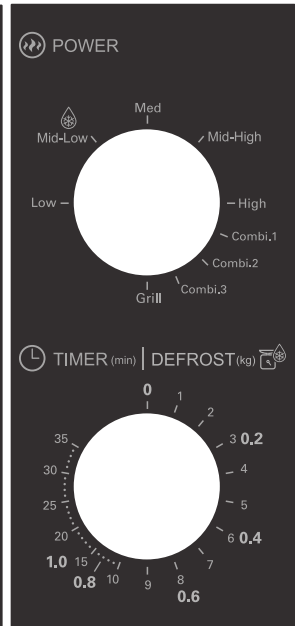 POWER
Med
Mid-Low
Mid-High
Low
High
Combi.1
Combi.2
Combi.3
Grill
TIMER (min) | DEFROST (kg)
0
1
2
3 0.2
4
5
6 0.4
7
8
0.6
9
10
0.8
15
1.0
20
25
30
35